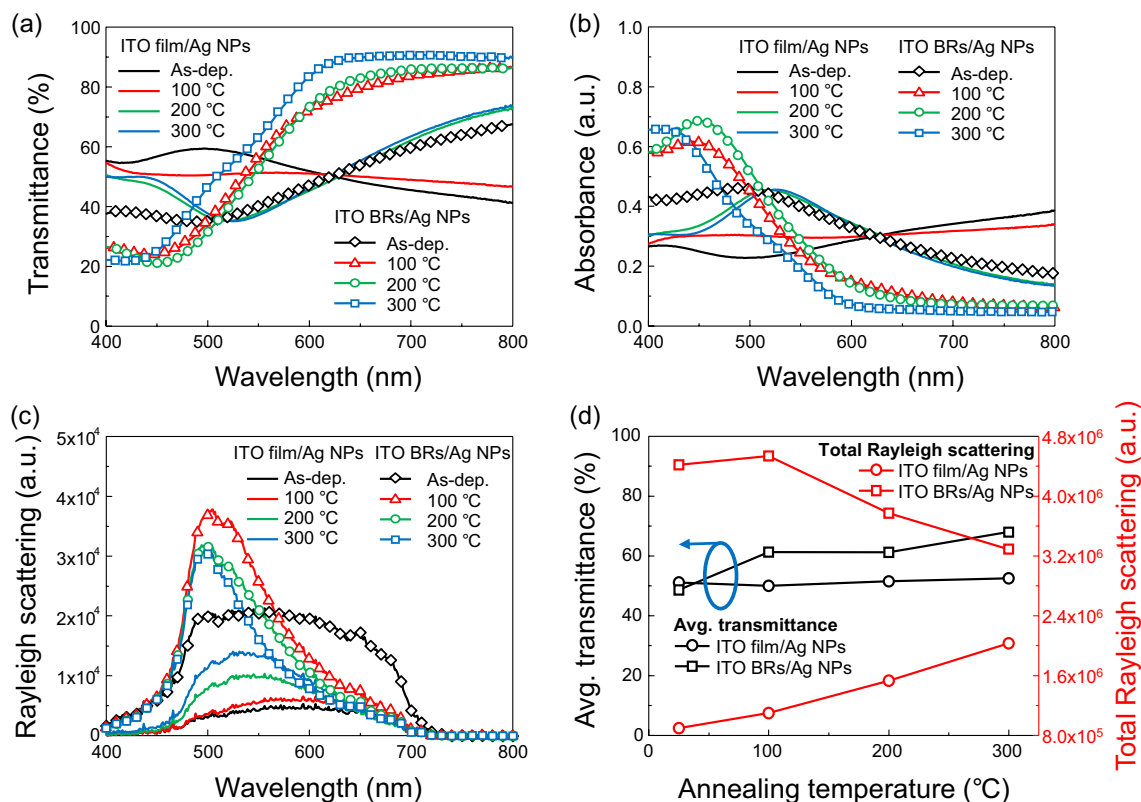 (a)
100
80
60
40
20
0
400 500 600 700 800
Transmittance (%)
Wavelength (nm)
ITO film/Ag NPs
As-dep.
100 °C
200 °C
300 °C
ITO BRs/Ag NPs
As-dep.
100 °C
200 °C
300 °C
(b)
1.0
0.8
0.6
0.4
0.2
0.0
400 500 600 700 800
Absorbance (a.u.)
Wavelength (nm)
ITO film/Ag NPs ITO BRs/Ag NPs
As-dep. As-dep.
100 °C 100 °C
200 °C 200 °C
300 °C 300 °C
(c)
5x10⁴
4x10⁴
3x10⁴
2x10⁴
1x10⁴
0
400 500 600 700 800
Rayleigh scattering (a.u.)
Wavelength (nm)
ITO film/Ag NPs ITO BRs/Ag NPs
As-dep. As-dep.
100 °C 100 °C
200 °C 200 °C
300 °C 300 °C
(d)
100
80
60
40
20
0
0 100 200 300
Avg. transmittance (%)
Annealing temperature (°C)
Total Rayleigh scattering
ITO film/Ag NPs
ITO BRs/Ag NPs
Avg. transmittance
ITO film/Ag NPs
ITO BRs/Ag NPs
4.8x10⁶
4.0x10⁶
3.2x10⁶
2.4x10⁶
1.6x10⁶
8.0x10⁵
Total Rayleigh scattering (a.u.)